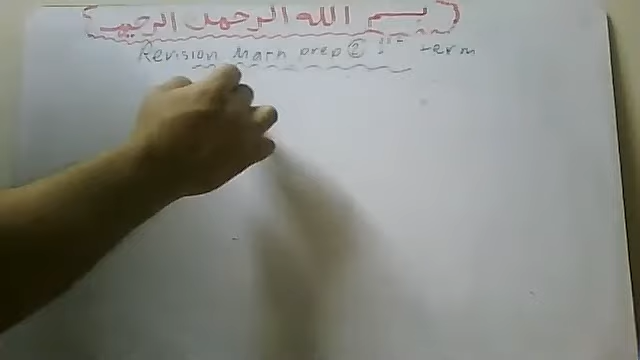 بسم الله الرحمن الرحيم
Revision Math prep ② 1st term